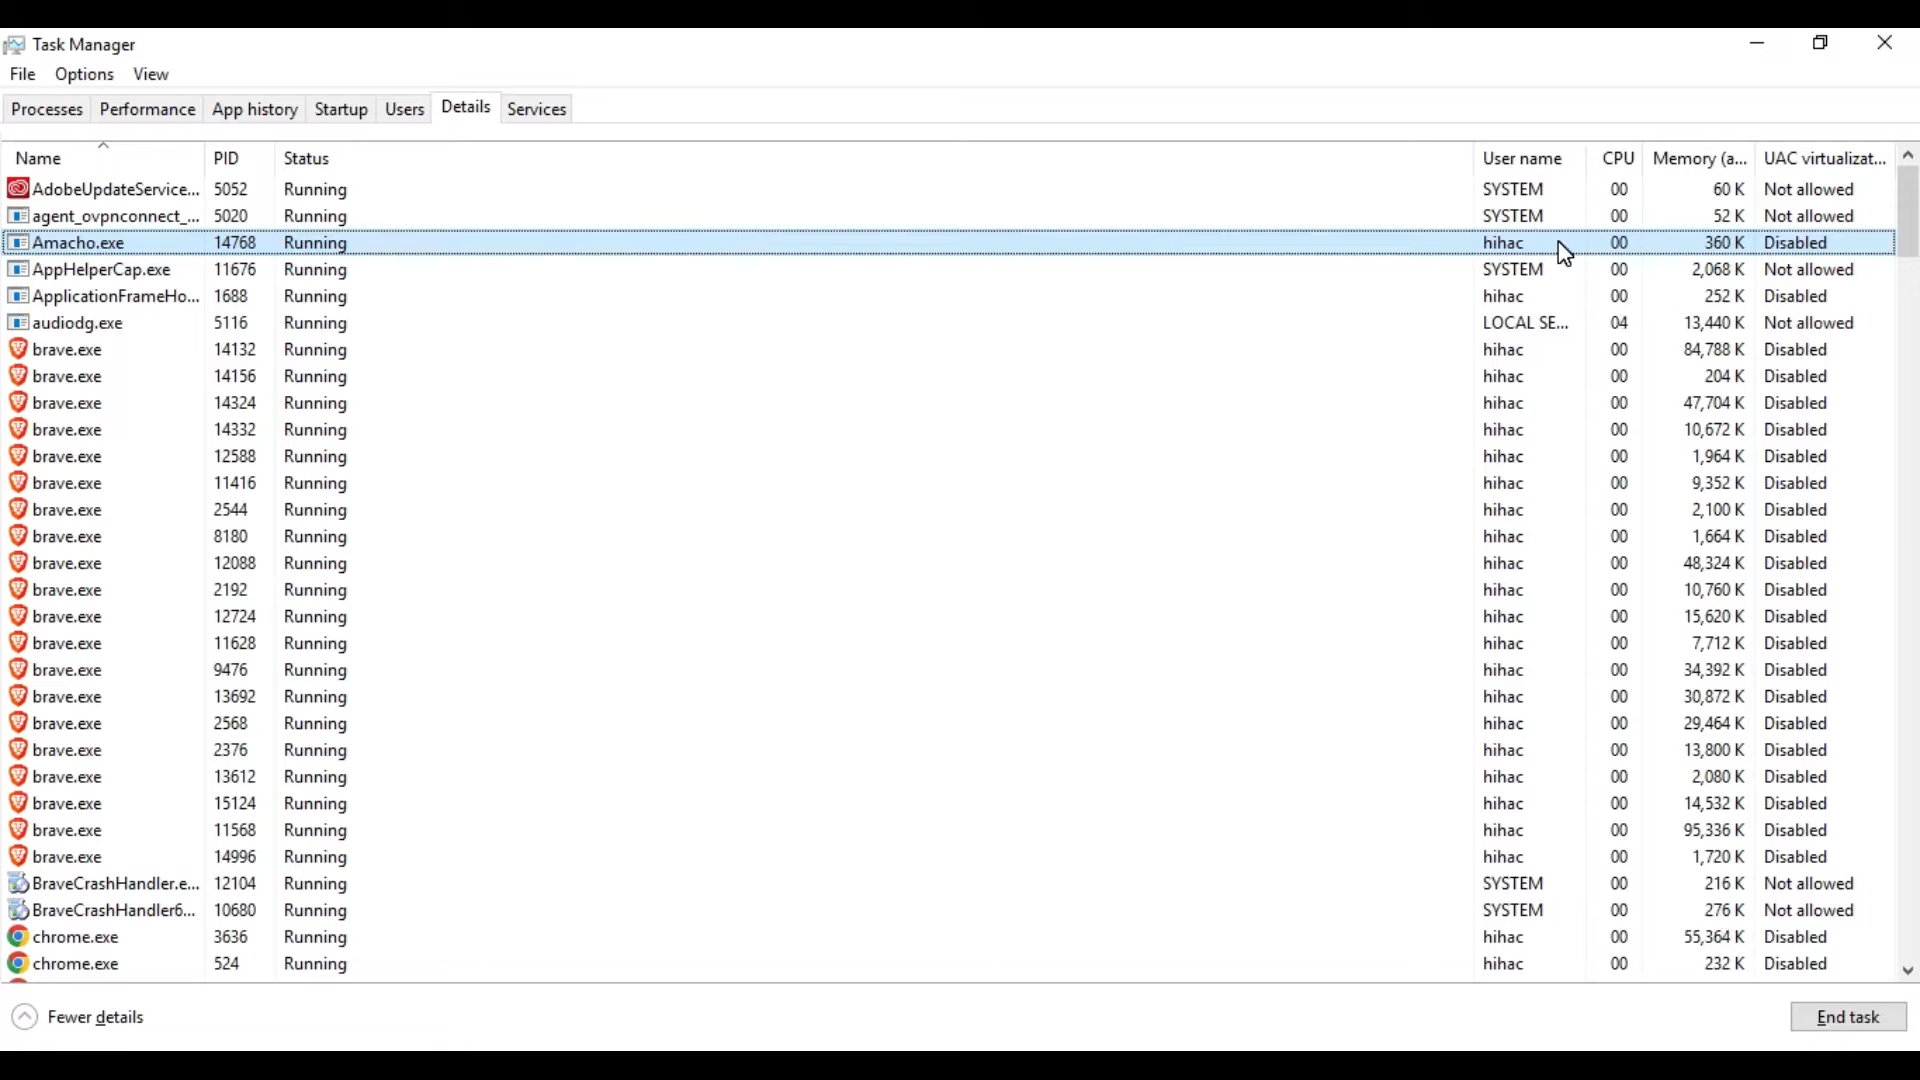 Task Manager
File Options View
Processes Performance App history Startup Users Details Services
Name PID Status User name CPU Memory (a... UAC virtualizat...
AdobeUpdateService... 5052 Running SYSTEM 00 60 K Not allowed
agent_ovpnconnect_... 5020 Running SYSTEM 00 52 K Not allowed
Amacho.exe 14768 Running hihac 00 360 K Disabled
AppHelperCap.exe 11676 Running SYSTEM 00 2,068 K Not allowed
ApplicationFrameHo... 1688 Running hihac 00 252 K Disabled
audiodg.exe 5116 Running LOCAL SE... 04 13,440 K Not allowed
brave.exe 14132 Running hihac 00 84,788 K Disabled
brave.exe 14156 Running hihac 00 204 K Disabled
brave.exe 14324 Running hihac 00 47,704 K Disabled
brave.exe 14332 Running hihac 00 10,672 K Disabled
brave.exe 12588 Running hihac 00 1,964 K Disabled
brave.exe 11416 Running hihac 00 9,352 K Disabled
brave.exe 2544 Running hihac 00 2,100 K Disabled
brave.exe 8180 Running hihac 00 1,664 K Disabled
brave.exe 12088 Running hihac 00 48,324 K Disabled
brave.exe 2192 Running hihac 00 10,760 K Disabled
brave.exe 12724 Running hihac 00 15,620 K Disabled
brave.exe 11628 Running hihac 00 7,712 K Disabled
brave.exe 9476 Running hihac 00 34,392 K Disabled
brave.exe 13692 Running hihac 00 30,872 K Disabled
brave.exe 2568 Running hihac 00 29,464 K Disabled
brave.exe 2376 Running hihac 00 13,800 K Disabled
brave.exe 13612 Running hihac 00 2,080 K Disabled
brave.exe 15124 Running hihac 00 14,532 K Disabled
brave.exe 11568 Running hihac 00 95,336 K Disabled
brave.exe 14996 Running hihac 00 1,720 K Disabled
BraveCrashHandler.e... 12104 Running SYSTEM 00 216 K Not allowed
BraveCrashHandler6... 10680 Running SYSTEM 00 276 K Not allowed
chrome.exe 3636 Running hihac 00 55,364 K Disabled
chrome.exe 524 Running hihac 00 232 K Disabled
Fewer details End task